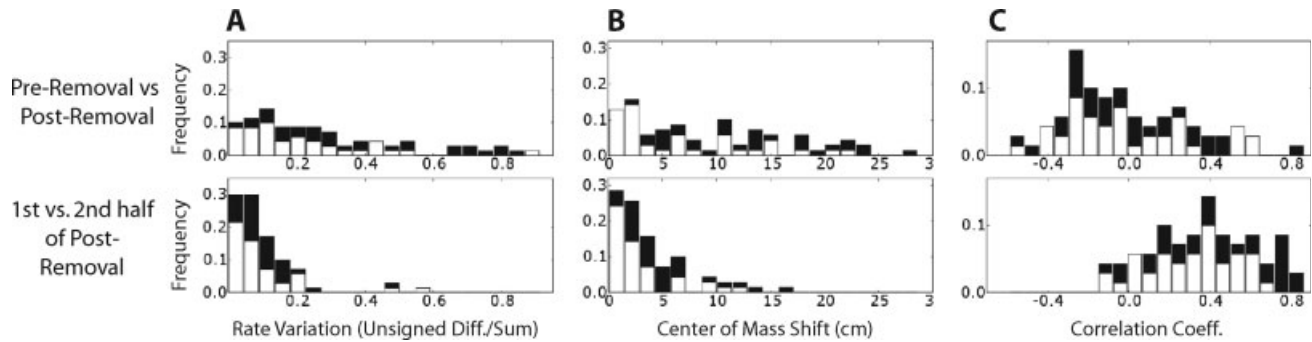 A B C
Pre-Removal vs
Post-Removal
Frequency
0.3
0.2
0.1
0.0
0.2 0.4 0.6 0.8
0.3
0.2
0.1
0.0
0 5 10 15 20 25 3
0.1
0.0
-0.4 0.0 0.4 0.8
1st vs. 2nd half
of Post-
Removal
Frequency
0.3
0.2
0.1
0.0
0.2 0.4 0.6 0.8
0.3
0.2
0.1
0.0
0 5 10 15 20 25 3
0.1
0.0
-0.4 0.0 0.4 0.8
Rate Variation (Unsigned Diff./Sum) Center of Mass Shift (cm) Correlation Coeff.